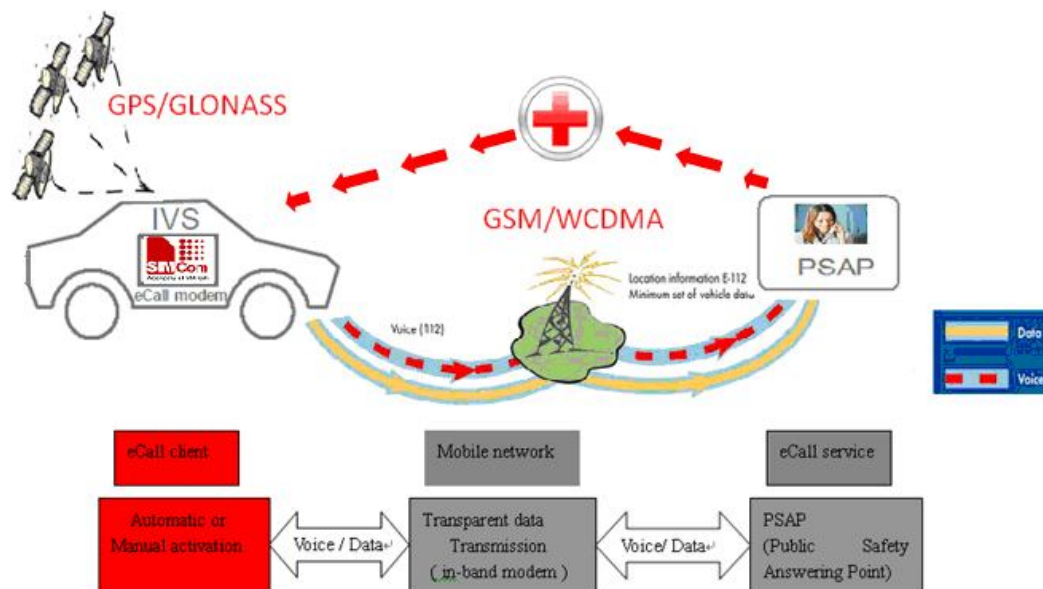 GPS/GLONASS
IVS
SIMCom
eCall modem
GSM/WCDMA
PSAP
Location information E-112
Minimum set of vehicle data
Voice (112)
Data
Voice
eCall client
Mobile network
eCall service
Automatic or
Manual activation
Voice / Data
Transparent data
Transmission
( in-band modem )
Voice/ Data
PSAP
(Public Safety
Answering Point)